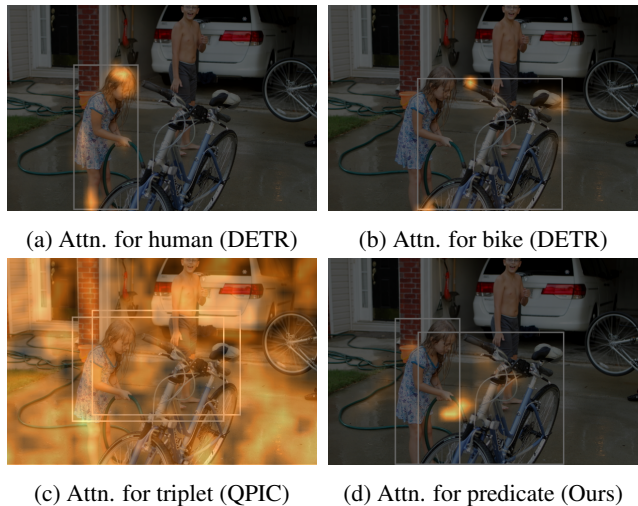 (a) Attn. for human (DETR)
(b) Attn. for bike (DETR)
(c) Attn. for triplet (QPIC)
(d) Attn. for predicate (Ours)